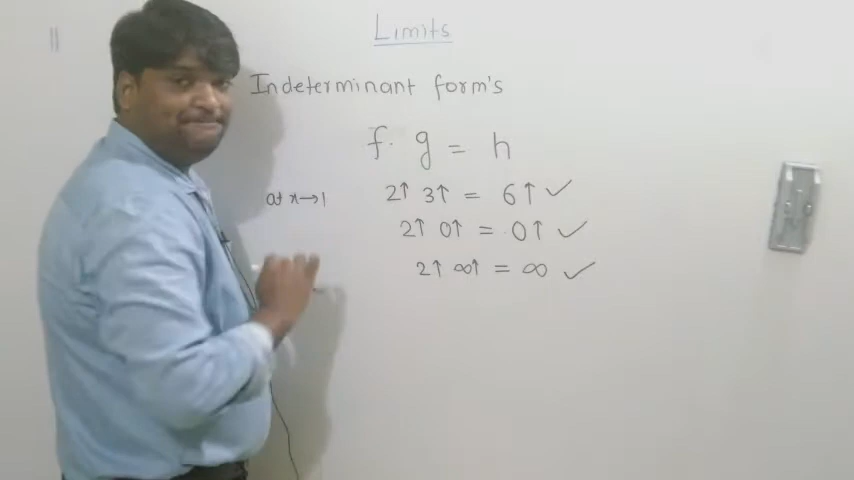 Limits
Indeterminant form's
f. g = h
at x→1 2↑ 3↑ = 6↑ ✓
2↑ 0↑ = 0↑ ✓
2↑ ∞↑ = ∞ ✓